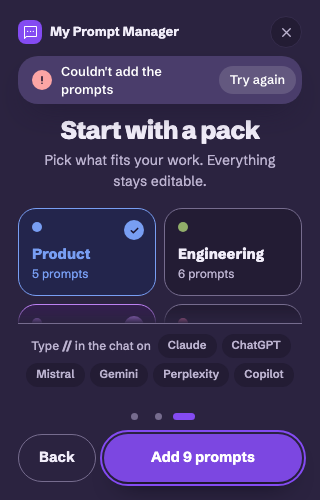 My Prompt Manager
Couldn't add the
prompts
Try again
Start with a pack
Pick what fits your work. Everything
stays editable.
Product
5 prompts
Engineering
6 prompts
Type // in the chat on Claude ChatGPT
Mistral Gemini Perplexity Copilot
Back
Add 9 prompts